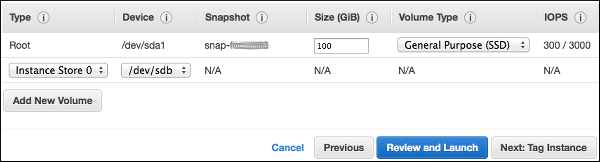 Type i Device i Snapshot i Size (GiB) i Volume Type i IOPS i
Root /dev/sda1 snap- 100 General Purpose (SSD) 300 / 3000
Instance Store 0 /dev/sdb N/A N/A N/A N/A
Add New Volume
Cancel Previous Review and Launch Next: Tag Instance